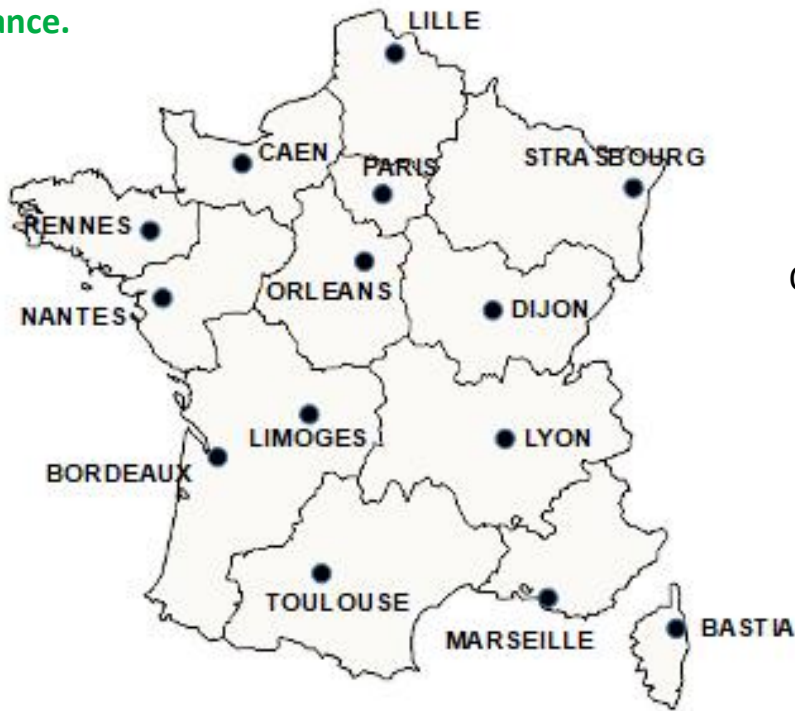 ance.
LILLE
CAEN
PARIS
STRASBOURG
RENNES
ORLEANS
NANTES
DIJON
LIMOGES
LYON
BORDEAUX
TOULOUSE
MARSEILLE
BASTIA